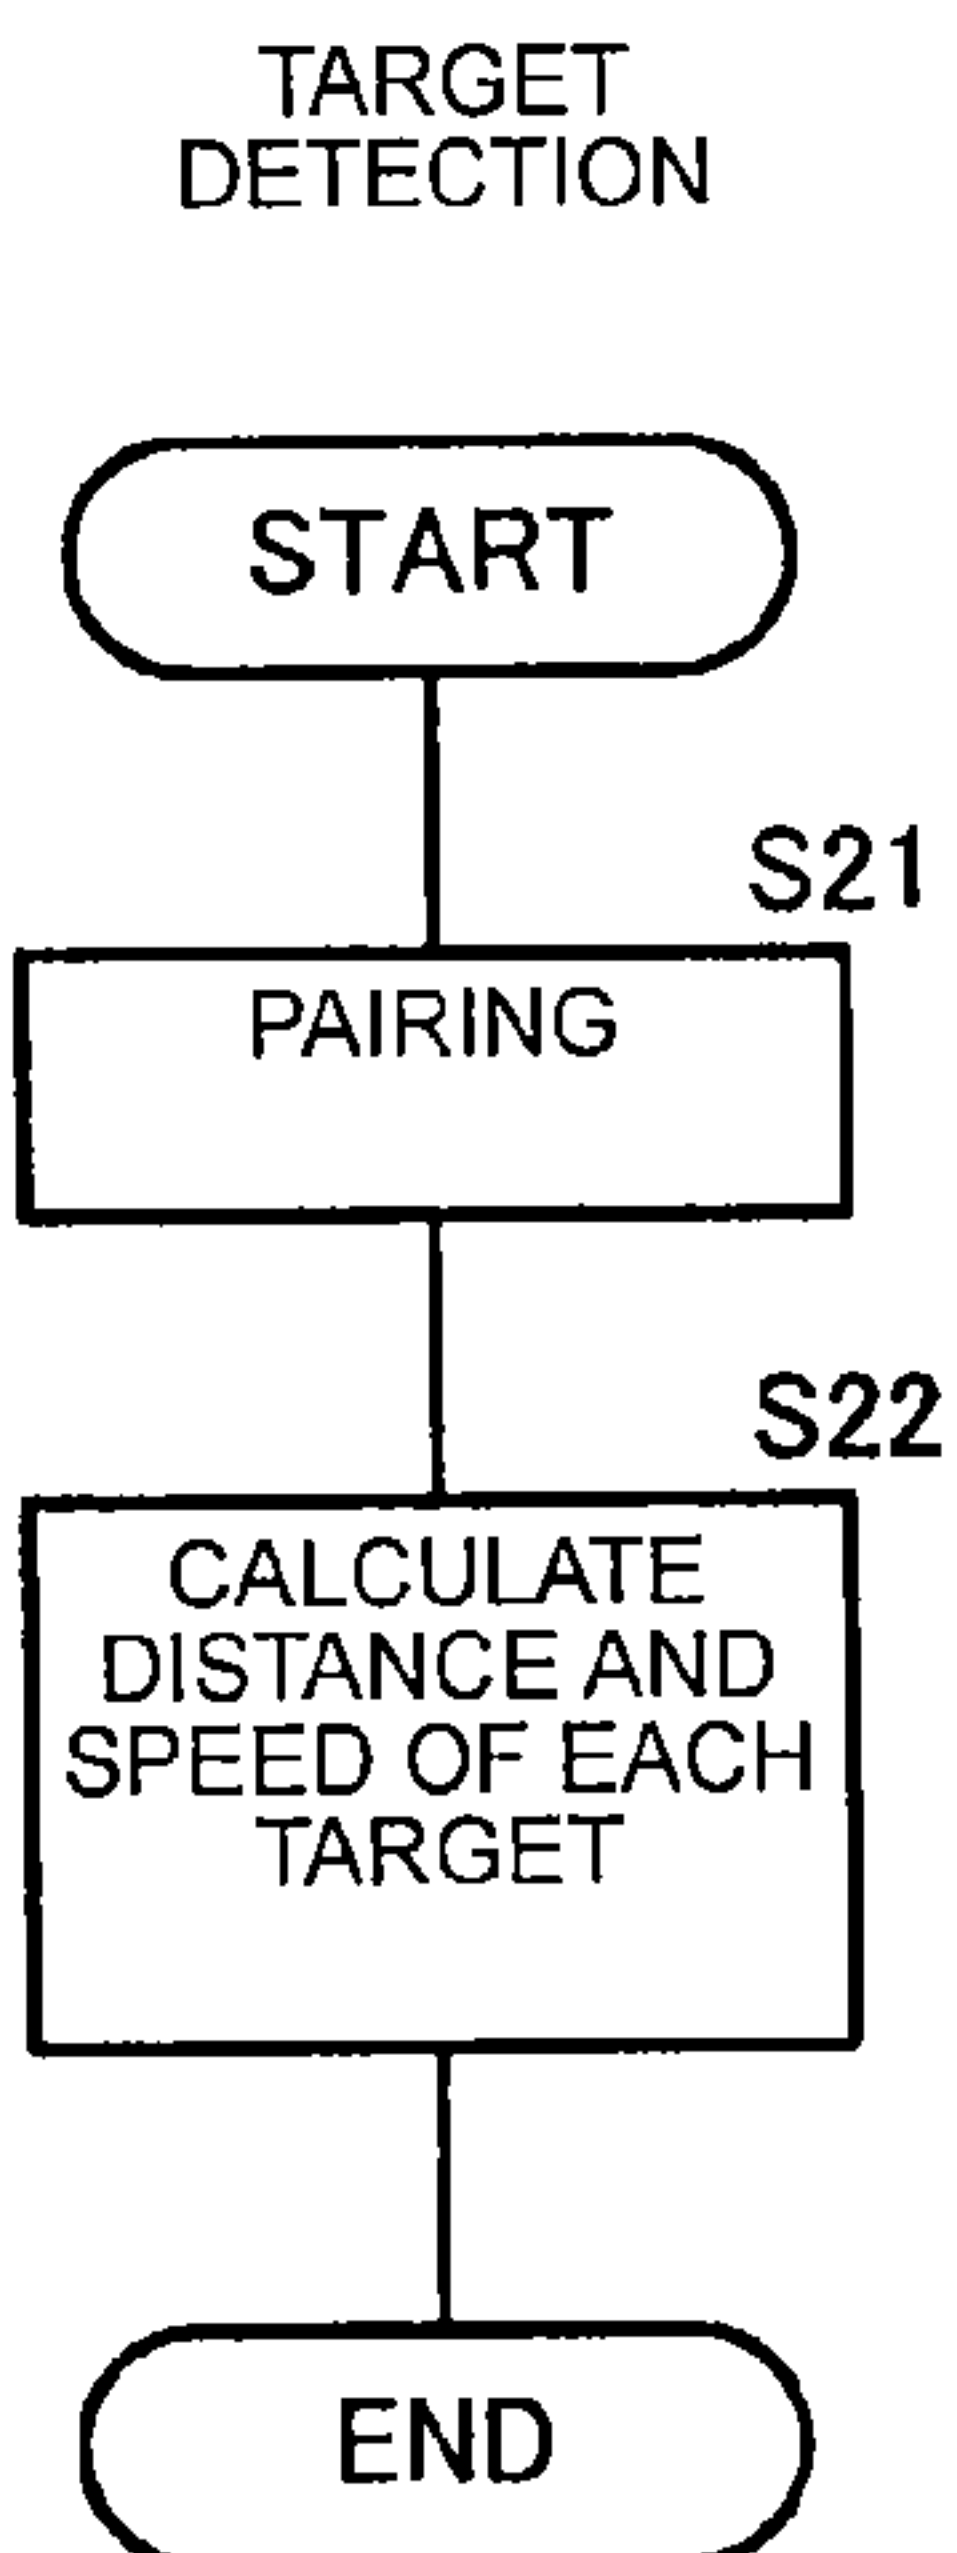 TARGET
DETECTION
START
S21
PAIRING
S22
CALCULATE
DISTANCE AND
SPEED OF EACH
TARGET
END